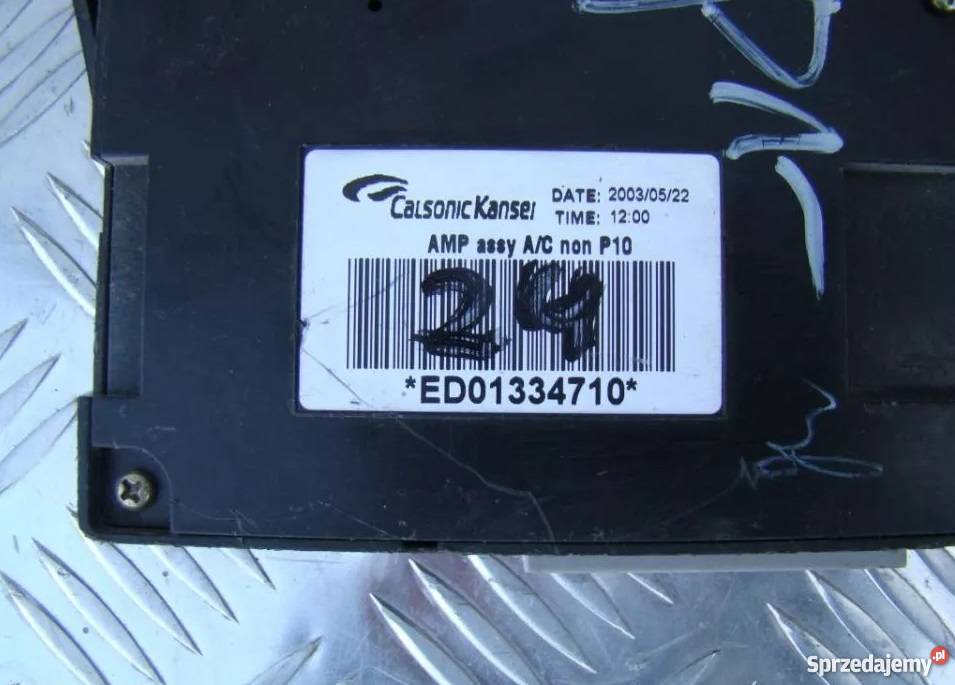 CalsonicKansei
DATE: 2003/05/22
TIME: 12:00
AMP assy A/C non P10
24
*ED01334710*
Sprzedajemy.pl